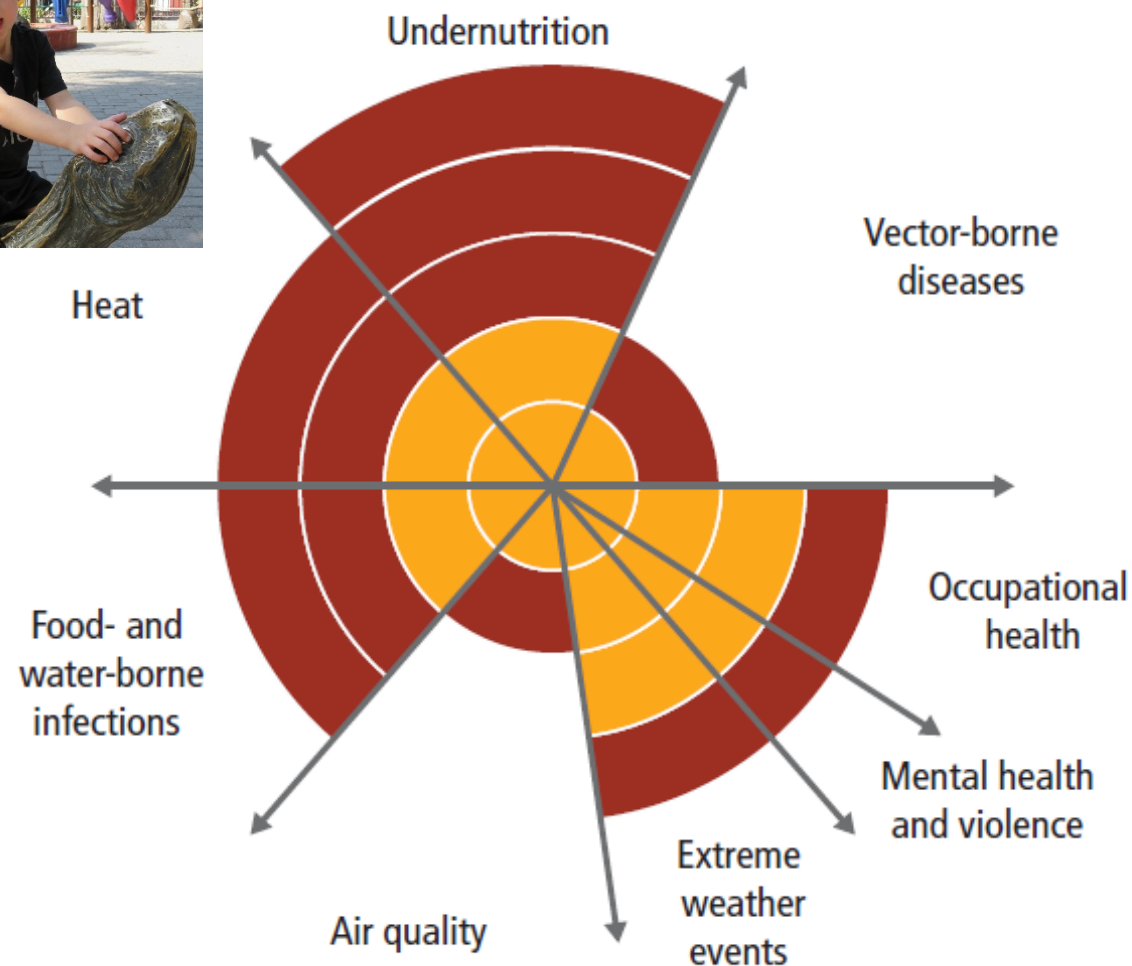 Undernutrition
Vector-borne
diseases
Heat
Occupational
health
Food- and
water-borne
infections
Mental health
and violence
Extreme
weather
events
Air quality